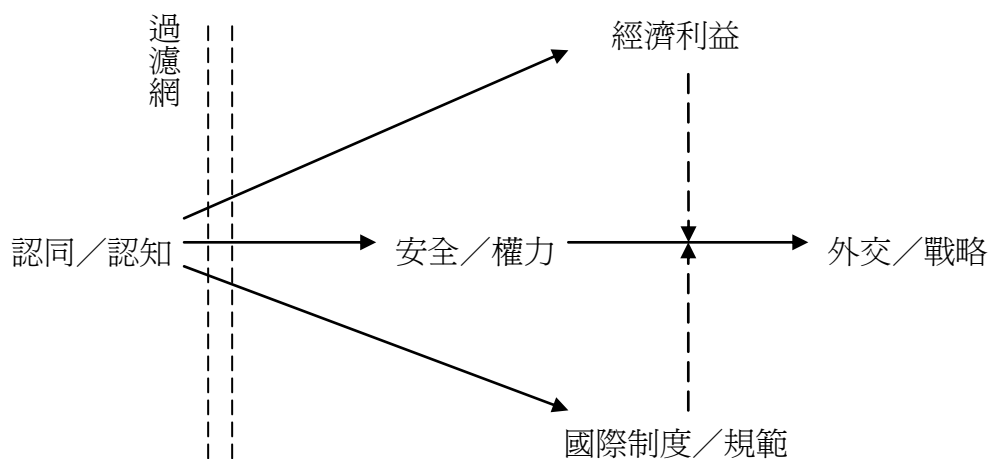 過濾網
經濟利益
認同／認知
安全／權力
外交／戰略
國際制度／規範